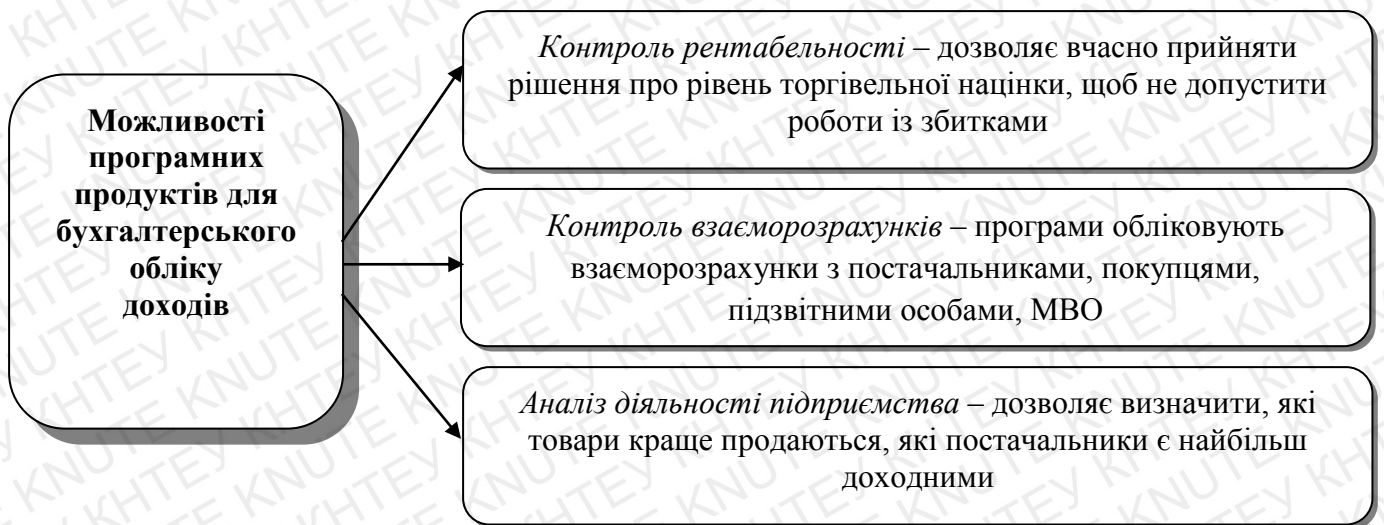 Можливості
програмних
продуктів для
бухгалтерського
обліку
доходів
Контроль рентабельності – дозволяє вчасно прийняти
рішення про рівень торгівельної націнки, щоб не допустити
роботи із збитками
Контроль взаєморозрахунків – програми обліковують
взаєморозрахунки з постачальниками, покупцями,
підзвітними особами, МВО
Аналіз діяльності підприємства – дозволяє визначити, які
товари краще продаються, які постачальники є найбільш
доходними